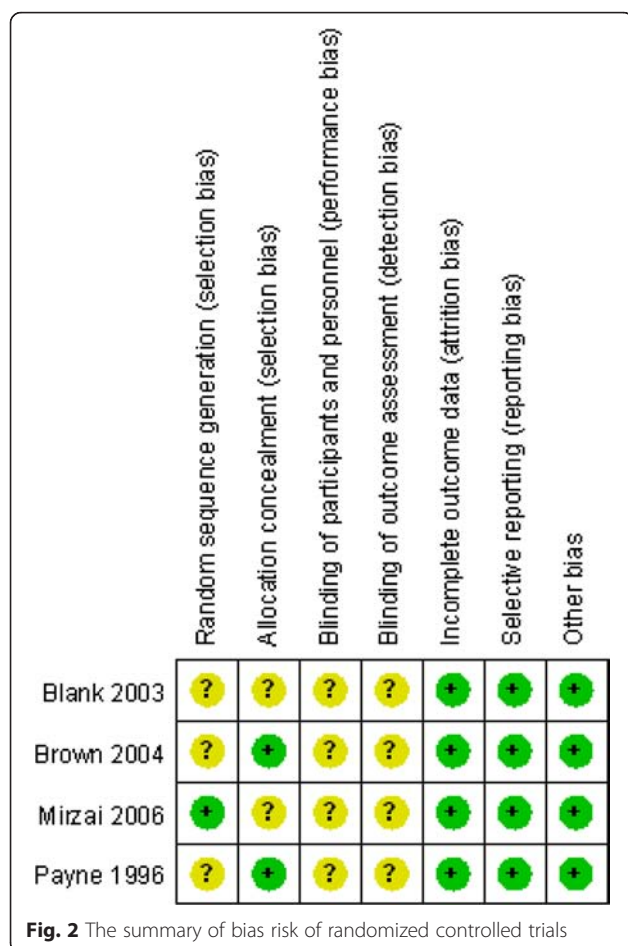 Random sequence generation (selection bias)
Allocation concealment (selection bias)
Blinding of participants and personnel (performance bias)
Blinding of outcome assessment (detection bias)
Incomplete outcome data (attrition bias)
Selective reporting (reporting bias)
Other bias
Blank 2003 ? ? ? ? + + +
Brown 2004 ? + ? ? + + +
Mirzai 2006 + ? ? ? + + +
Payne 1996 ? + ? ? + + +
Fig. 2 The summary of bias risk of randomized controlled trials